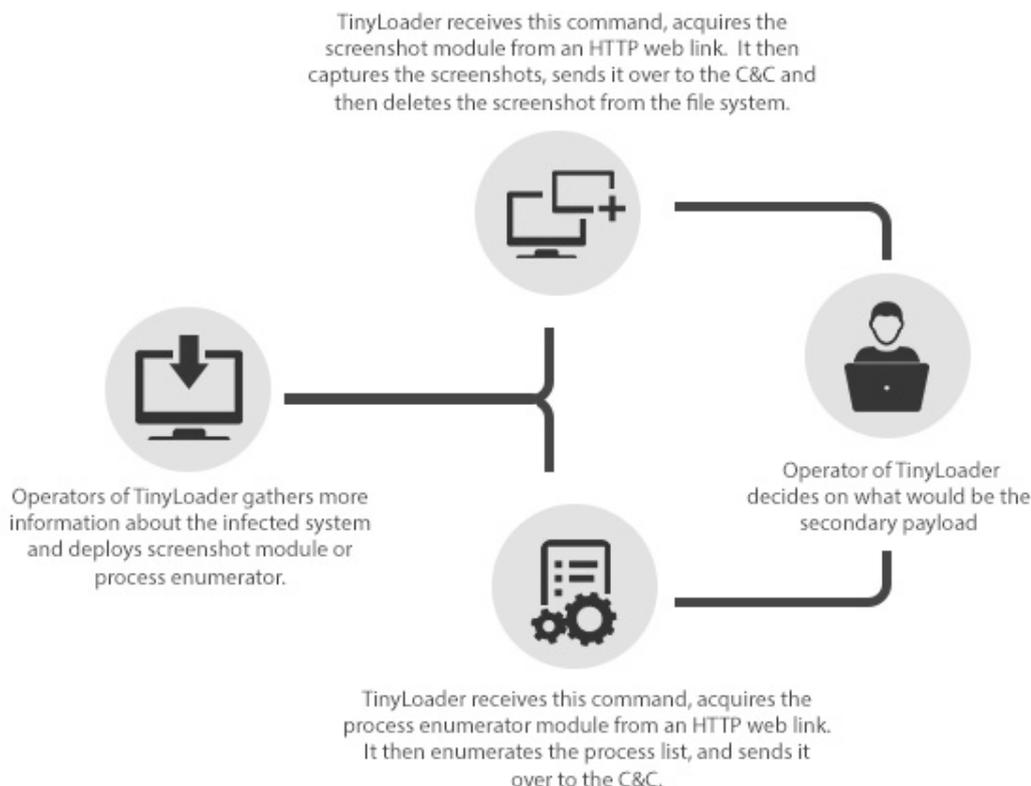 TinyLoader receives this command, acquires the
screenshot module from an HTTP web link. It then
captures the screenshots, sends it over to the C&C and
then deletes the screenshot from the file system.
Operators of TinyLoader gathers more
information about the infected system
and deploys screenshot module or
process enumerator.
Operator of TinyLoader
decides on what would be the
secondary payload
TinyLoader receives this command, acquires the
process enumerator module from an HTTP web link.
It then enumerates the process list, and sends it
over to the C&C.